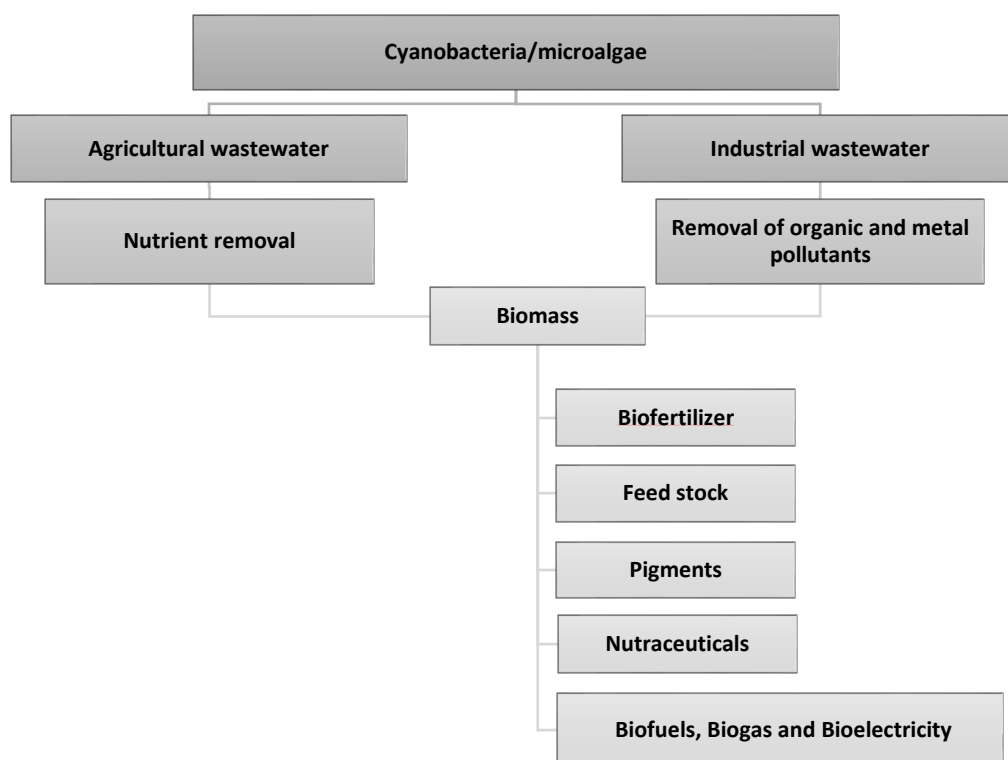 Cyanobacteria/microalgae
Agricultural wastewater
Industrial wastewater
Nutrient removal
Removal of organic and metal
pollutants
Biomass
Biofertilizer
Feed stock
Pigments
Nutraceuticals
Biofuels, Biogas and Bioelectricity